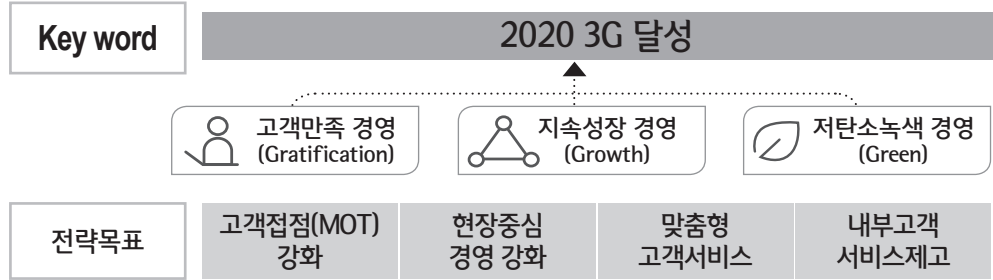 Key word
2020 3G 달성
고객만족 경영
(Gratification)
지속성장 경영
(Growth)
저탄소녹색 경영
(Green)
전략목표
고객접점(MOT)
강화
현장중심
경영 강화
맞춤형
고객서비스
내부고객
서비스제고